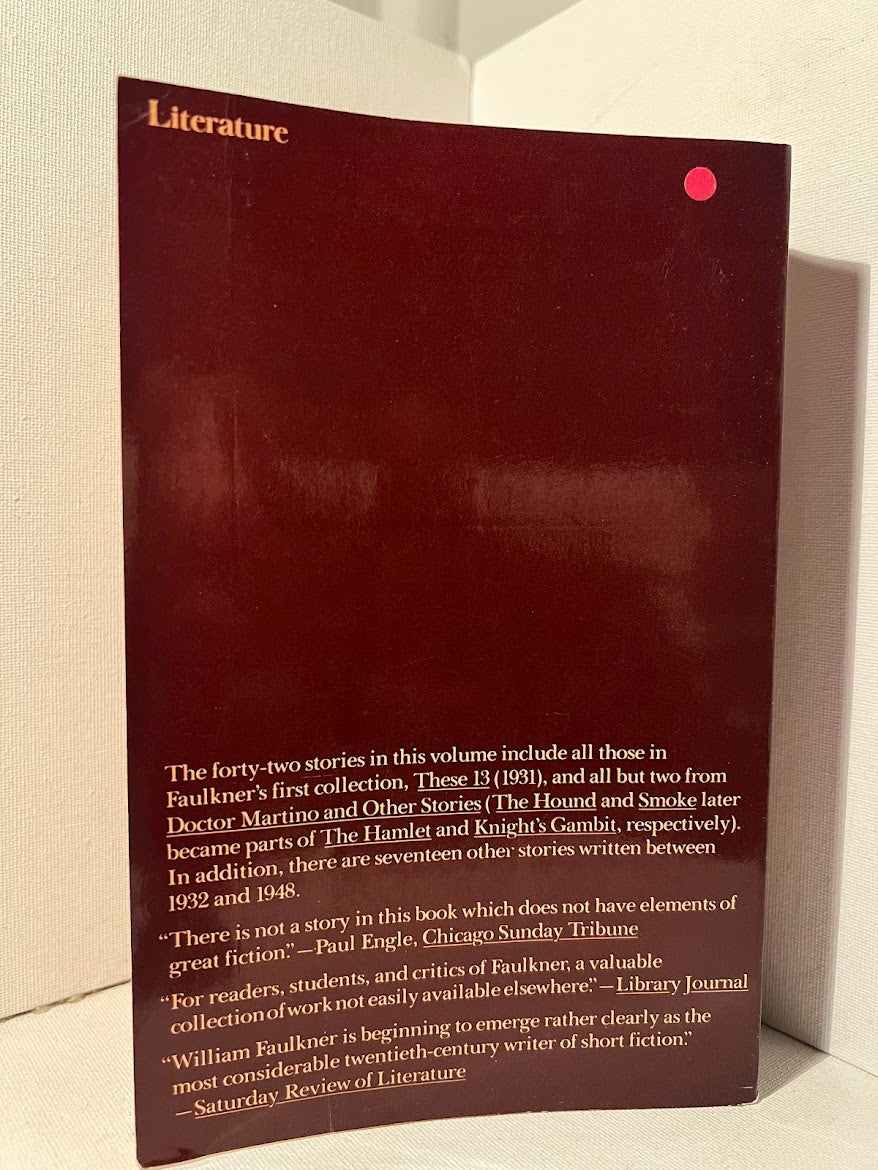 Literature
The forty-two stories in this volume include all those in
Faulkner's first collection, These 13 (1931), and all but two from
Doctor Martino and Other Stories (The Hound and Smoke later
became parts of The Hamlet and Knight's Gambit, respectively).
In addition, there are seventeen other stories written between
1932 and 1948.
“There is not a story in this book which does not have elements of
great fiction.”—Paul Engle, Chicago Sunday Tribune
“For readers, students, and critics of Faulkner, a valuable
collection of work not easily available elsewhere.”—Library Journal
“William Faulkner is beginning to emerge rather clearly as the
most considerable twentieth-century writer of short fiction.”
—Saturday Review of Literature